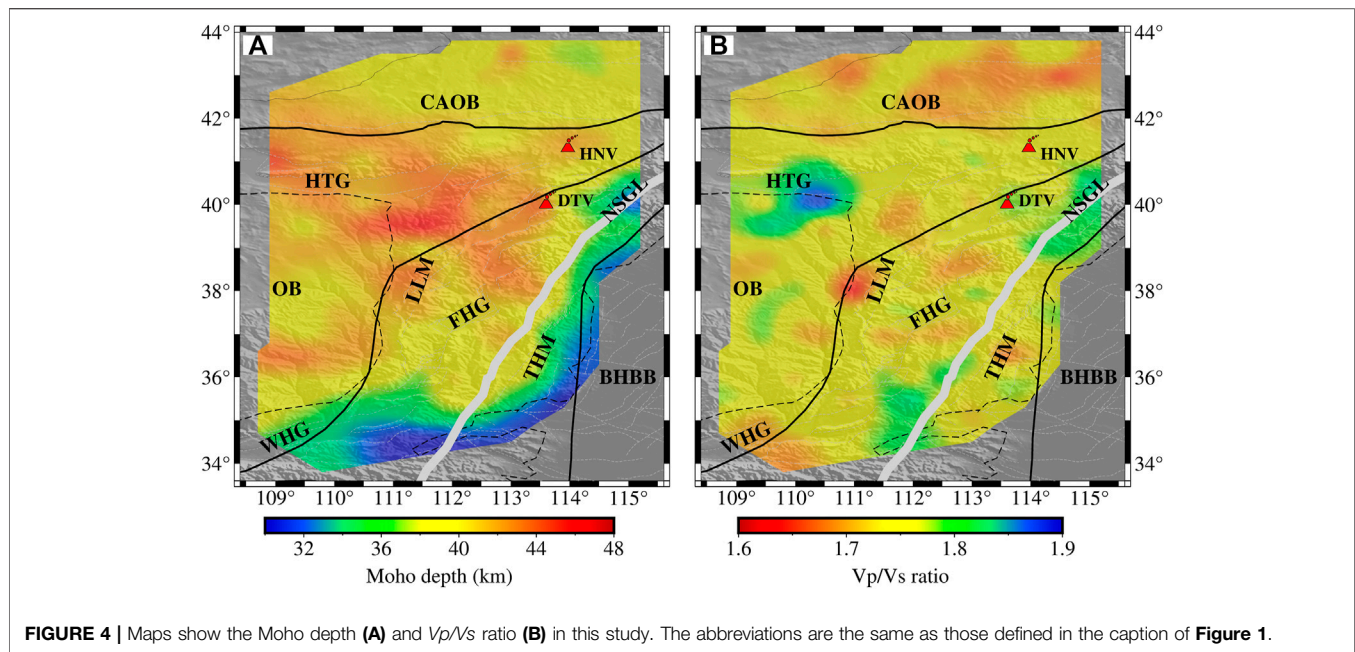 A
B
44°
42°
40°
38°
36°
34°
44°
42°
40°
38°
36°
34°
CAOB
HNV
HTG
DTV
NSGL
LLM
OB
FHG
THM
BHBB
WHG
CAOB
HNV
HTG
DTV
NSGL
LLM
OB
FHG
THM
BHBB
WHG
109° 110° 111° 112° 113° 114° 115°
109° 110° 111° 112° 113° 114° 115°
32 36 40 44 48
Moho depth (km)
1.6 1.7 1.8 1.9
Vp/Vs ratio
FIGURE 4 | Maps show the Moho depth (A) and Vp/Vs ratio (B) in this study. The abbreviations are the same as those defined in the caption of Figure 1.